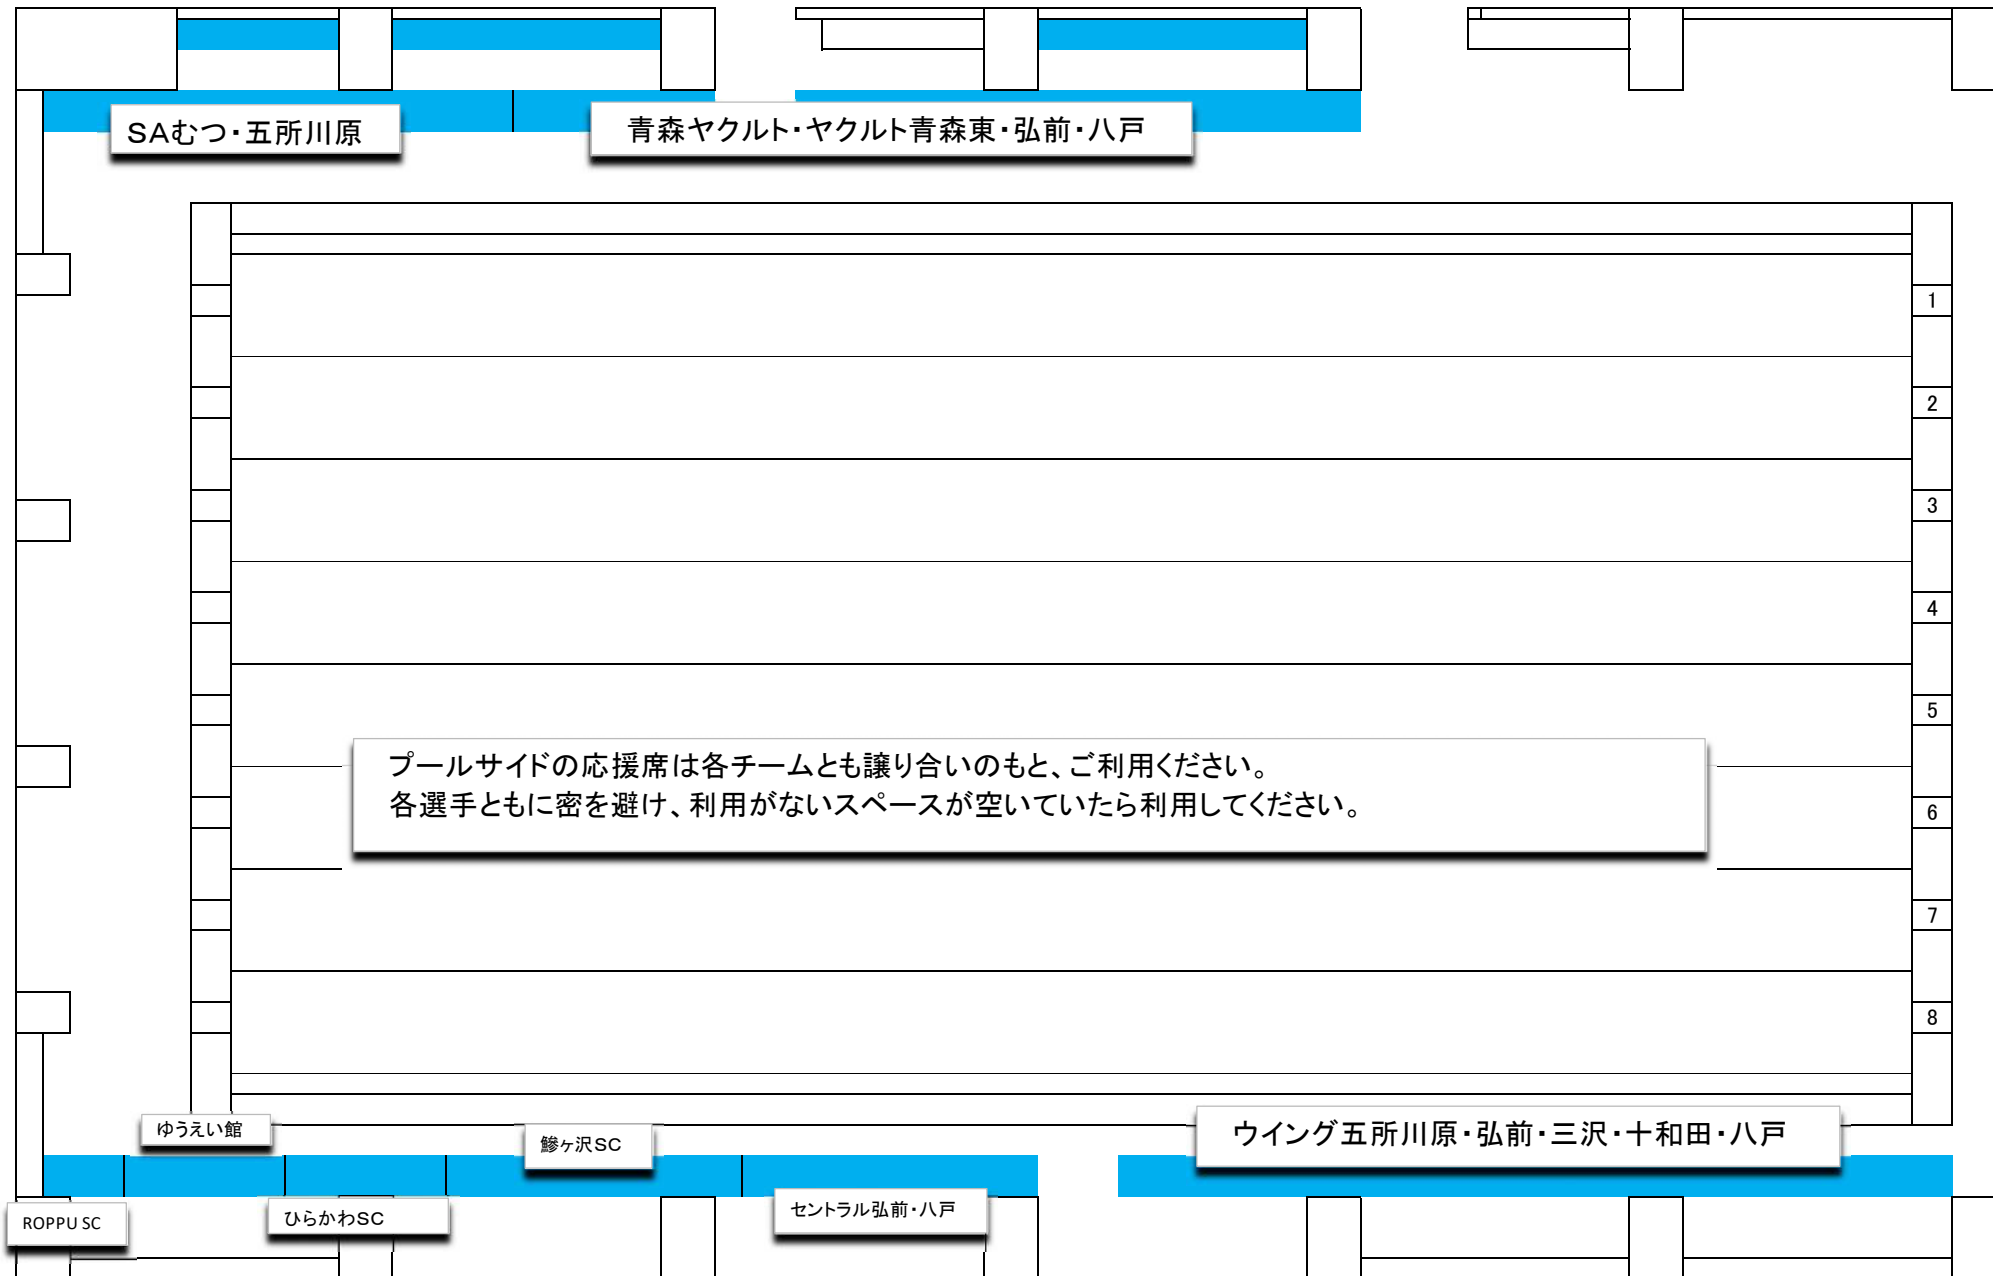 SAむつ・五所川原
青森ヤクルト・ヤクルト青森東・弘前・八戸
1
2
3
4
5
プールサイドの応援席は各チームとも譲り合いのもと、ご利用ください。
各選手ともに密を避け、利用がないスペースが空いていたら利用してください。
6
7
8
ゆうえい館
鰺ヶ沢SC
ウイング五所川原・弘前・三沢・十和田・八戸
ROPPU SC
ひらかわSC
セントラル弘前・八戸